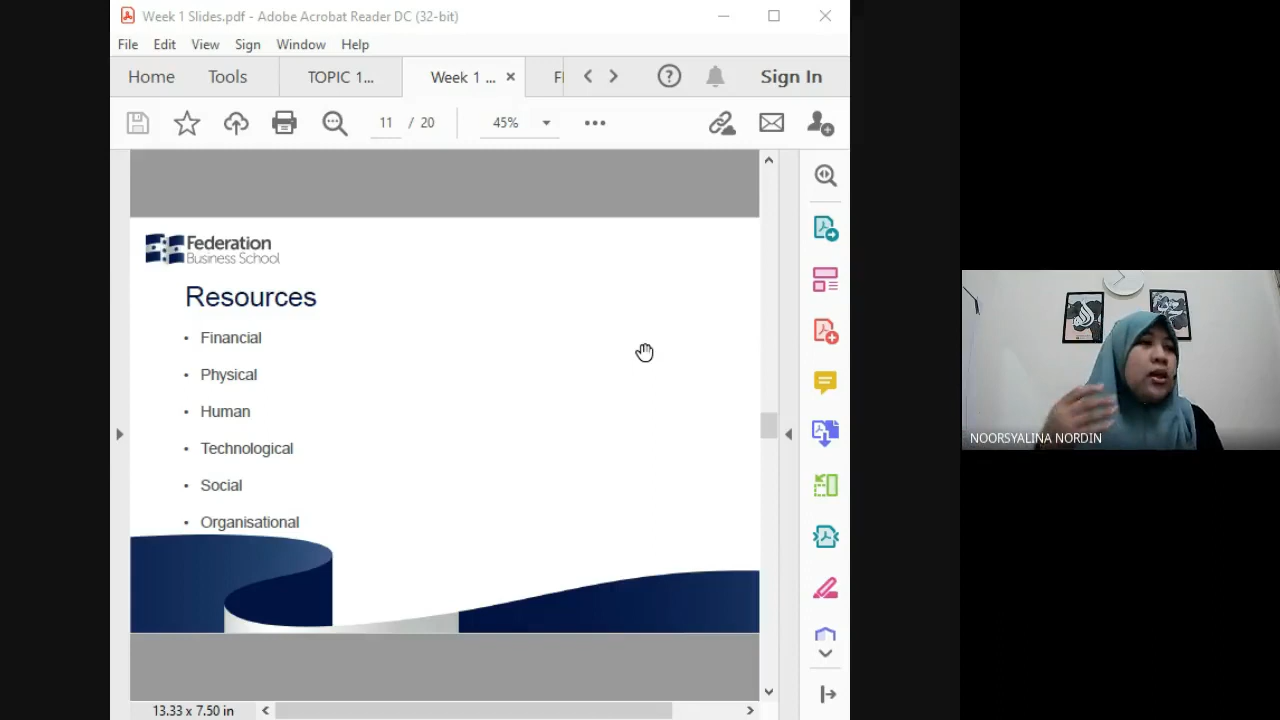 Week 1 Slides.pdf - Adobe Acrobat Reader DC (32-bit)
File Edit View Sign Window Help
Home Tools TOPIC 1... Week 1 ... Sign In
11 / 20 45%
Federation
Business School
Resources
• Financial
• Physical
• Human
• Technological
• Social
• Organisational
NOORSYALINA NORDIN
13.33 x 7.50 in